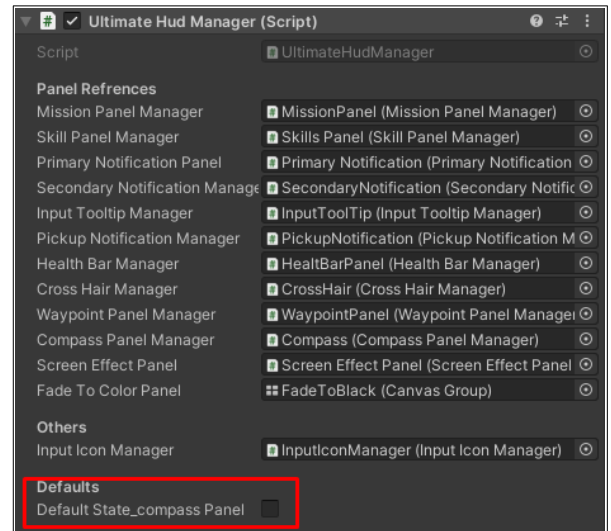 Ultimate Hud Manager (Script)
Script UltimateHudManager
Panel Refrences
Mission Panel Manager MissionPanel (Mission Panel Manager)
Skill Panel Manager Skills Panel (Skill Panel Manager)
Primary Notification Panel Primary Notification (Primary Notification
Secondary Notification Manage SecondaryNotification (Secondary Notific
Input Tooltip Manager InputToolTip (Input Tooltip Manager)
Pickup Notification Manager PickupNotification (Pickup Notification M
Health Bar Manager HealtBarPanel (Health Bar Manager)
Cross Hair Manager CrossHair (Cross Hair Manager)
Waypoint Panel Manager WaypointPanel (Waypoint Panel Manager
Compass Panel Manager Compass (Compass Panel Manager)
Screen Effect Panel Screen Effect Panel (Screen Effect Panel
Fade To Color Panel FadeToBlack (Canvas Group)
Others
Input Icon Manager InputIconManager (Input Icon Manager)
Defaults
Default State_compass Panel